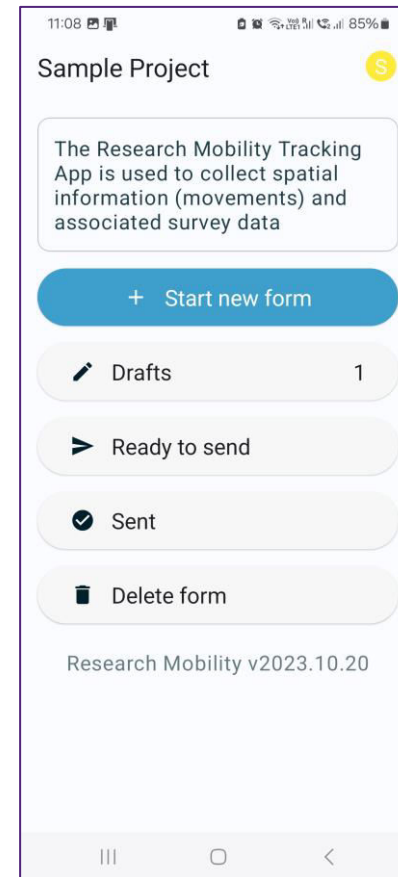 11:08 85%
Sample Project
S
The Research Mobility Tracking
App is used to collect spatial
information (movements) and
associated survey data
+ Start new form
Drafts 1
Ready to send
Sent
Delete form
Research Mobility v2023.10.20